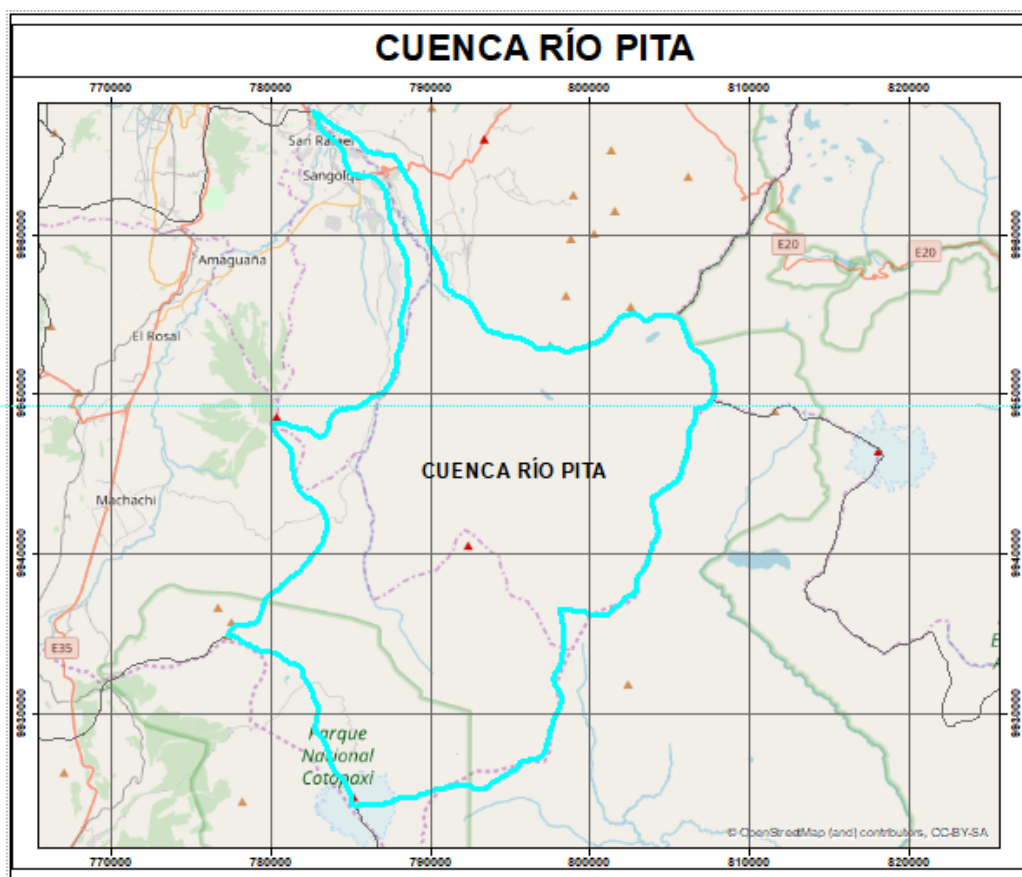 CUENCA RÍO PITA
770000 780000 790000 800000 810000 820000
San Rafael
Sangolquí
E20
E20
Amaguaña
El Rosal
CUENCA RÍO PITA
Machachi
E35
Parque
Nacional
Cotopaxi
© OpenStreetMap (and) contributors, CC-BY-SA
770000 780000 790000 800000 810000 820000